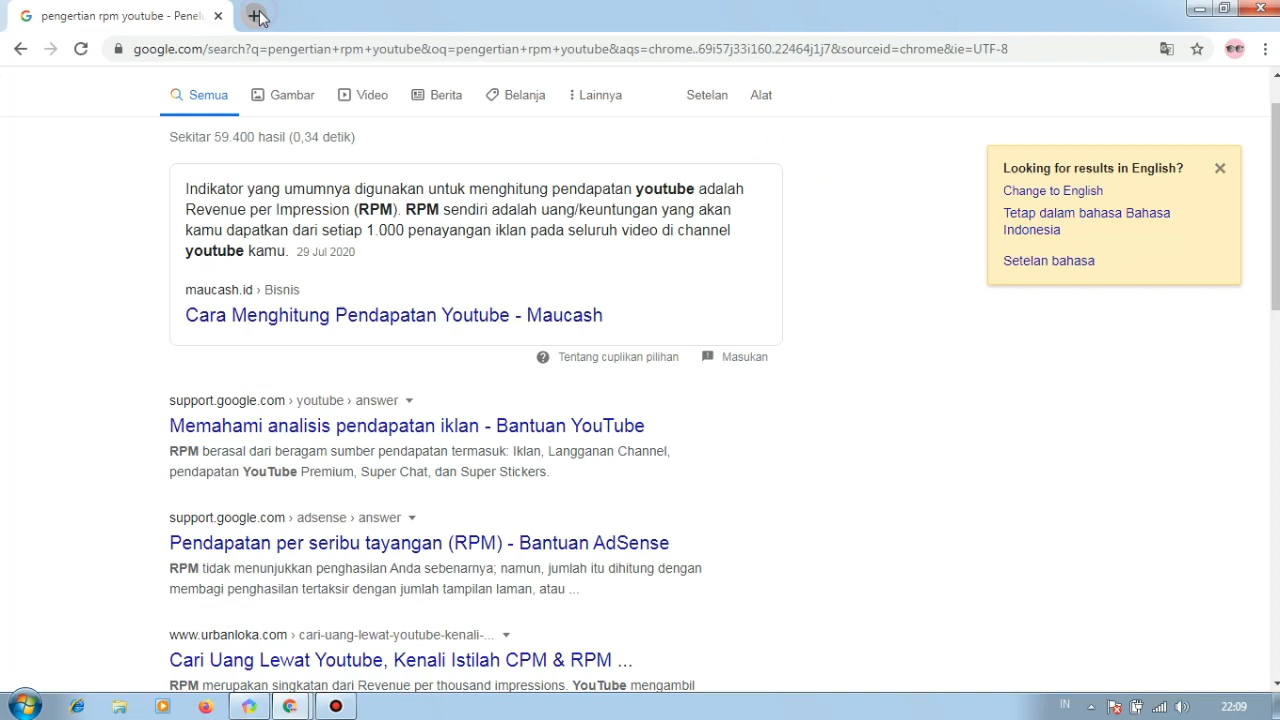 pengertian rpm youtube - Penelu
google.com/search?q=pengertian+rpm+youtube&oq=pengertian+rpm+youtube&aqs=chrome..69i57j33i160.22464j1j7&sourceid=chrome&ie=UTF-8
Semua Gambar Video Berita Belanja Lainnya Setelan Alat
Sekitar 59.400 hasil (0,34 detik)
Indikator yang umumnya digunakan untuk menghitung pendapatan youtube adalah
Revenue per Impression (RPM). RPM sendiri adalah uang/keuntungan yang akan
kamu dapatkan dari setiap 1.000 penayangan iklan pada seluruh video di channel
youtube kamu. 29 Jul 2020
maucash.id › Bisnis
Cara Menghitung Pendapatan Youtube - Maucash
Tentang cuplikan pilihan Masukan
Looking for results in English?
Change to English
Tetap dalam bahasa Bahasa
Indonesia
Setelan bahasa
support.google.com › youtube › answer
Memahami analisis pendapatan iklan - Bantuan YouTube
RPM berasal dari beragam sumber pendapatan termasuk: Iklan, Langganan Channel,
pendapatan YouTube Premium, Super Chat, dan Super Stickers.
support.google.com › adsense › answer
Pendapatan per seribu tayangan (RPM) - Bantuan AdSense
RPM tidak menunjukkan penghasilan Anda sebenarnya; namun, jumlah itu dihitung dengan
membagi penghasilan tertaksir dengan jumlah tampilan laman, atau ...
www.urbanloka.com › cari-uang-lewat-youtube-kenali-...
Cari Uang Lewat Youtube, Kenali Istilah CPM & RPM ...
RPM merupakan singkatan dari Revenue per thousand impressions. YouTube mengambil
IN 22:09